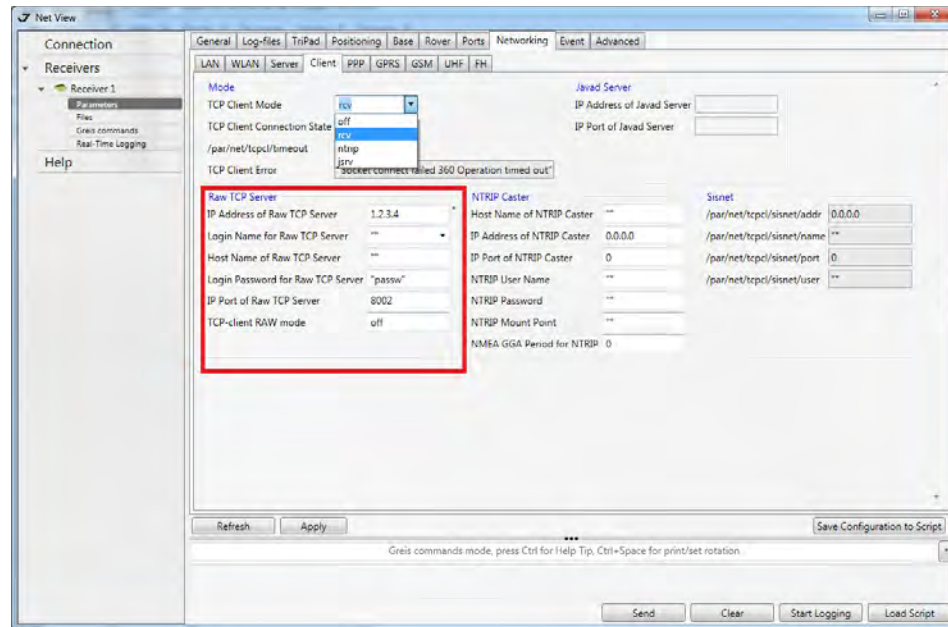 Net View
Connection
Receivers
Receiver 1
Parameters
Files
Greis commands
Real-Time Logging
Help
General Log-files TriPad Positioning Base Rover Ports Networking Event Advanced
LAN WLAN Server Client PPP GPRS GSM UHF FH
Mode
TCP Client Mode rcv
off
rcv
ntrip
jsrv
TCP Client Connection State
/par/net/tcpcl/timeout
TCP Client Error "socket connect failed 360 Operation timed out"
Javad Server
IP Address of Javad Server
IP Port of Javad Server
Raw TCP Server
IP Address of Raw TCP Server 1.2.3.4
Login Name for Raw TCP Server ""
Host Name of Raw TCP Server ""
Login Password for Raw TCP Server "passw"
IP Port of Raw TCP Server 8002
TCP-client RAW mode off
NTRIP Caster
Host Name of NTRIP Caster ""
IP Address of NTRIP Caster 0.0.0.0
IP Port of NTRIP Caster 0
NTRIP User Name ""
NTRIP Password ""
NTRIP Mount Point ""
NMEA GGA Period for NTRIP 0
Sisnet
/par/net/tcpcl/sisnet/addr 0.0.0.0
/par/net/tcpcl/sisnet/name ""
/par/net/tcpcl/sisnet/port 0
/par/net/tcpcl/sisnet/user ""
Refresh Apply Save Configuration to Script
Greis commands mode, press Ctrl for Help Tip, Ctrl+Space for print/set rotation
Send Clear Start Logging Load Script